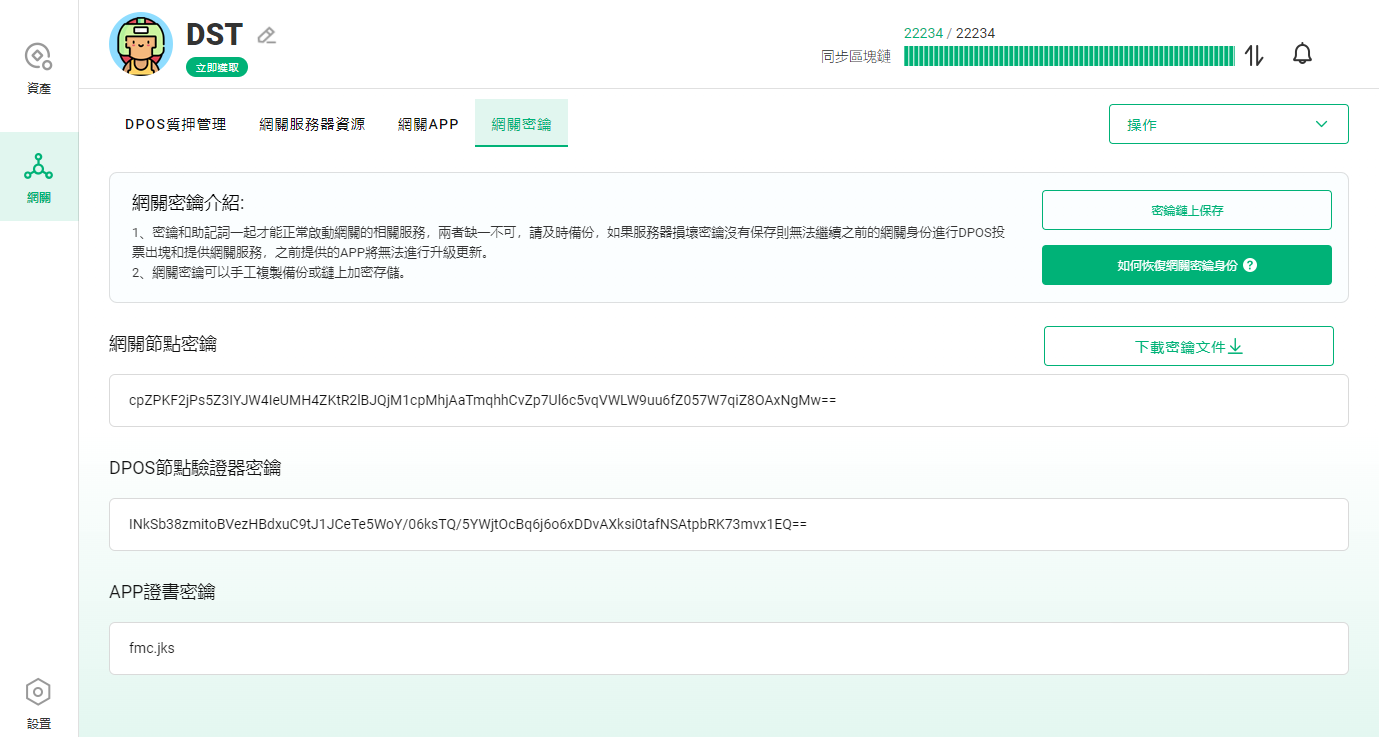 DST
立即獲取
22234 / 22234
同步區塊鏈
資產
網關
DPOS質押管理
網關服務器資源
網關APP
網關密鑰
操作
網關密鑰介紹:
1、密鑰和助記詞一起才能正常啟動網關的相關服務，兩者缺一不可，請及時備份，如果服務器損壞密鑰沒有保存則無法繼續之前的網關身份進行DPOS投
票出塊和提供網關服務，之前提供的APP將無法進行升級更新。
2、網關密鑰可以手工複製備份或鏈上加密存儲。
密鑰鏈上保存
如何恢復網關密鑰身份
網關節點密鑰
下載密鑰文件
cpZPKF2jPs5Z3IYJW4IeUMH4ZKtR2lBJQjM1cpMhjAaTmqhhCvZp7Ul6c5vqVWLW9uu6fZ057W7qiZ8OAxNgMw==
DPOS節點驗證器密鑰
INkSb38zmitoBVezHBdxuC9tJ1JCeTe5WoY/06ksTQ/5YWjtOcBq6j6o6xDDvAXksi0tafNSAtpbRK73mvx1EQ==
APP證書密鑰
fmc.jks
設置